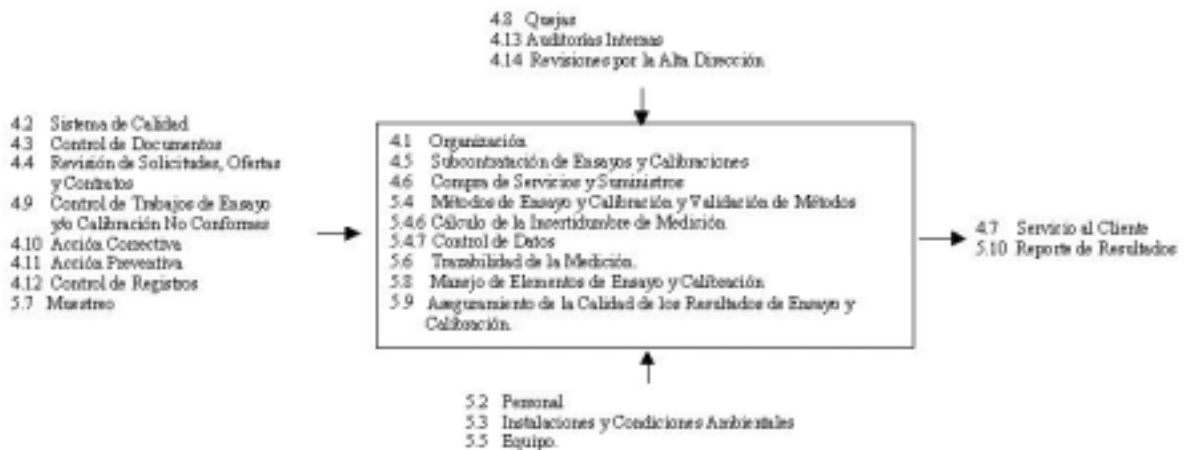 4.8 Quejas
4.13 Auditorías Internas
4.14 Revisiones por la Alta Dirección
4.2 Sistema de Calidad
4.3 Control de Documentos
4.4 Revisión de Solicitudes, Ofertas
y Contratos
4.9 Control de Trabajos de Ensayo
y/o Calibración No Conformes
4.10 Acción Correctiva
4.11 Acción Preventiva
4.12 Control de Registros
5.7 Muestreo
4.1 Organización
4.5 Subcontratación de Ensayos y Calibraciones
4.6 Compra de Servicios y Suministros
5.4 Métodos de Ensayo y Calibración y Validación de Métodos
5.4.6 Cálculo de la Incertidumbre de Medición
5.4.7 Control de Datos
5.6 Trazabilidad de la Medición.
5.8 Manejo de Elementos de Ensayo y Calibración
5.9 Aseguramiento de la Calidad de los Resultados de Ensayo y
Calibración.
4.7 Servicio al Cliente
5.10 Reporte de Resultados
5.2 Personal
5.3 Instalaciones y Condiciones Ambientales
5.5 Equipo.